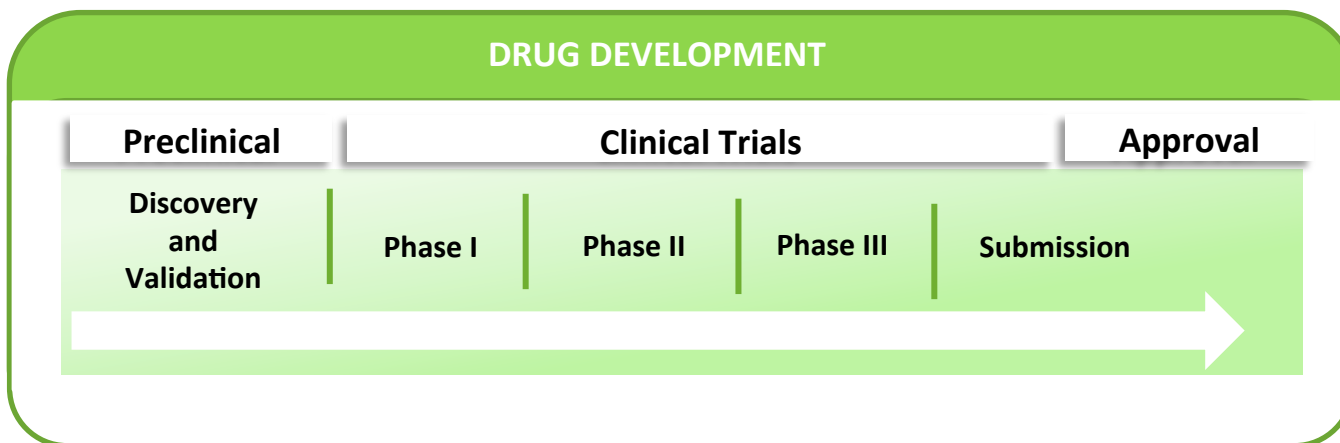 DRUG DEVELOPMENT
Preclinical
Clinical Trials
Approval
Discovery
and
Validation
Phase I
Phase II
Phase III
Submission